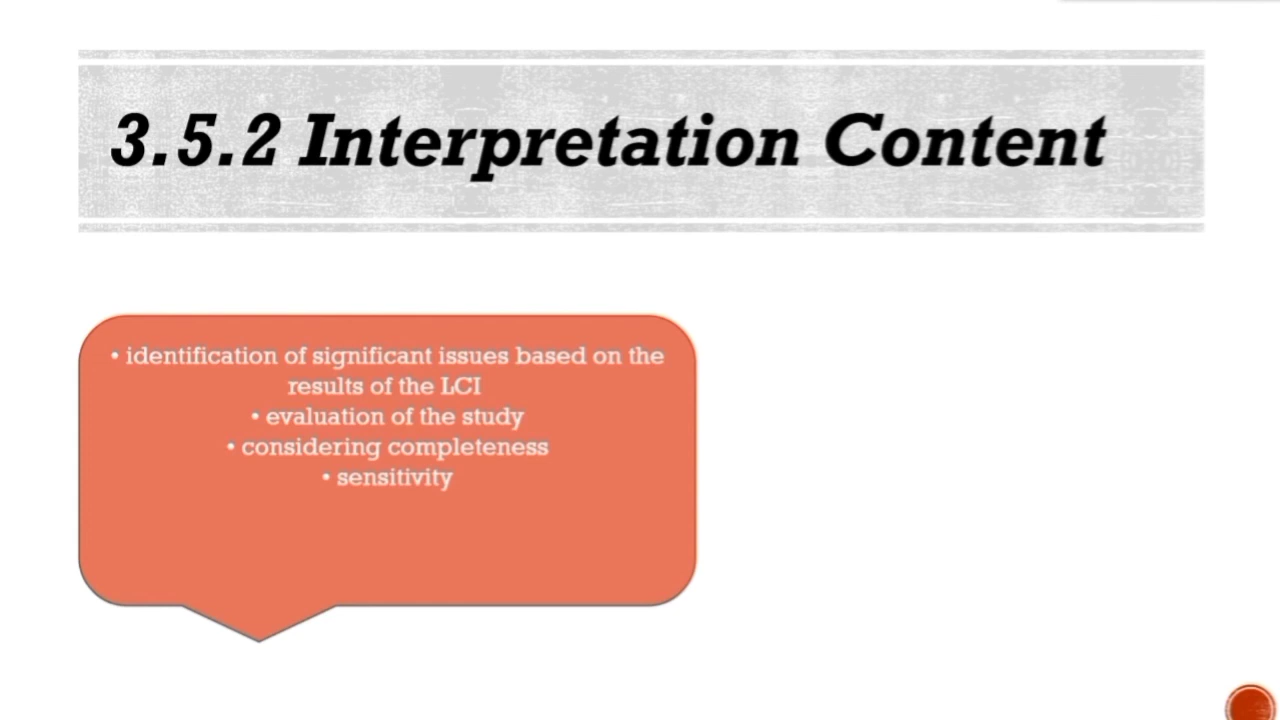 3.5.2 Interpretation Content
• identification of significant issues based on the
results of the LCI
• evaluation of the study
• considering completeness
• sensitivity